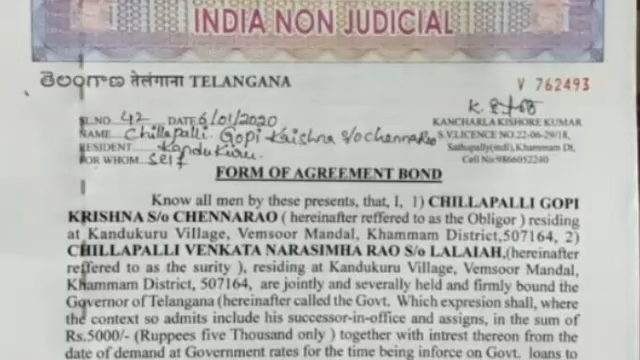 INDIA NON JUDICIAL
తెలంగాణ तेलंगाना TELANGANA
V 762493
SL.NO. 42 DATE 6/01/2020
NAME Chillapalli Gopi Krishna s/o Chennarao
RESIDENT Kandukuru.
FOR WHOM self
KANCHARLA KISHORE KUMAR
S.V.LICENCE NO.22-06-29/18,
Sathupally(mdl),Khammam Dt,
Cell No:9866052240
FORM OF AGREEMENT BOND
Know all men by these presents, that, I, 1) CHILLAPALLI GOPI
KRISHNA S/o CHENNARAO ( hereinafter reffered to as the Obligor ) residing
at Kandukuru Village, Vemsoor Mandal, Khammam District,507164, 2)
CHILLAPALLI VENKATA NARASIMHA RAO S/o LALAIAH,(hereinafter
reffered to as the surity ), residing at Kandukuru Village, Vemsoor Mandal,
Khammam District, 507164, are jointly and severally held and firmly bound the
Governor of Telangana (hereinafter called the Govt. Which expresion shall, where
the context so admits include his successor-in-office and assigns, in the sum of
Rs.5000/- (Ruppees five Thousand only ) together with intrest thereon from the
date of demand at Government rates for the time being inforce on Govt. loans to